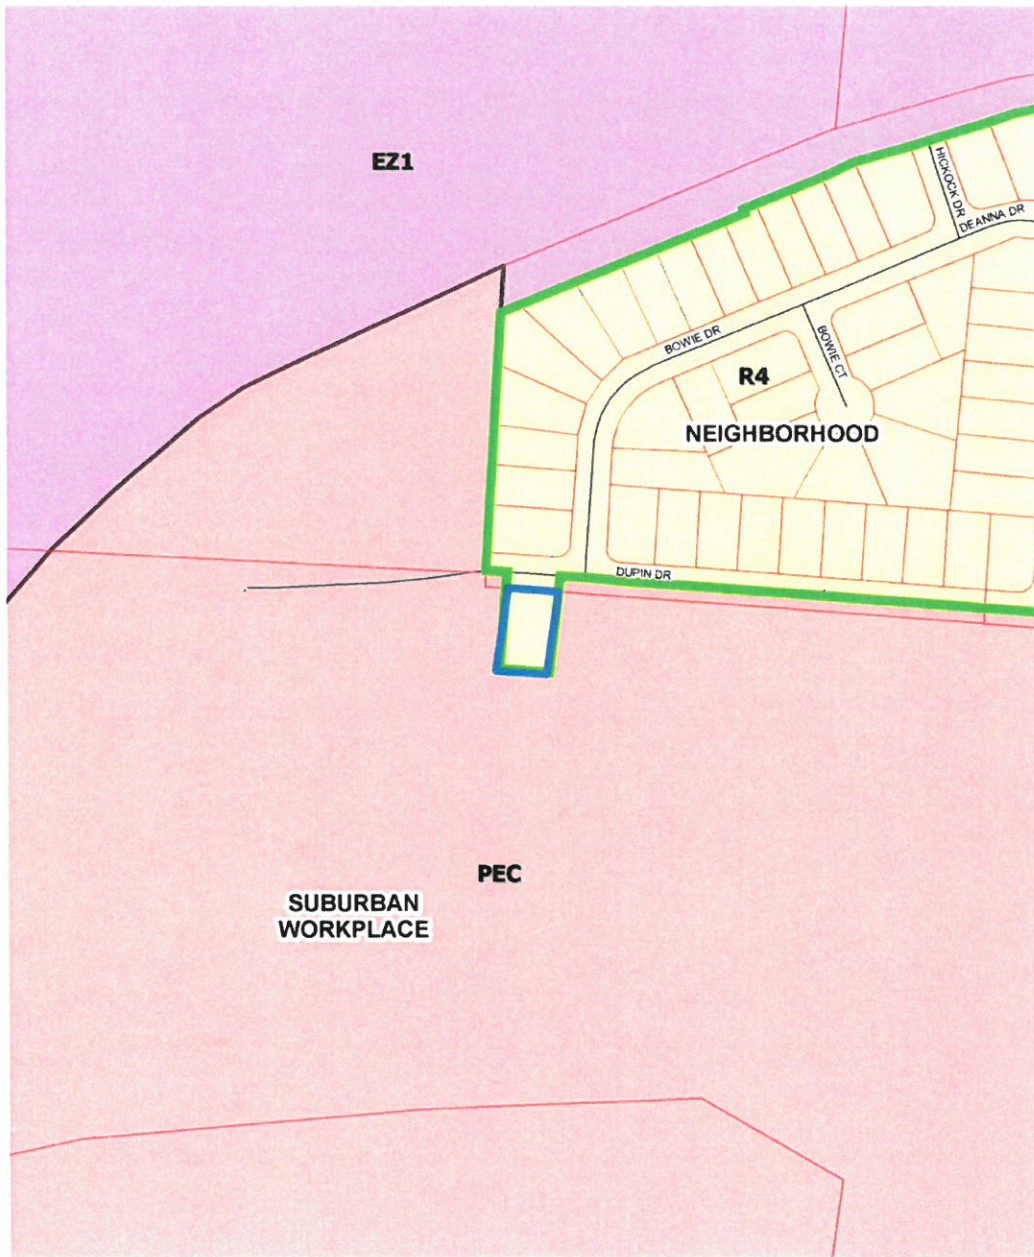 EZ1
HICKOCK DR
DEANNA DR
BOWIE DR
BOWIE CT
R4
NEIGHBORHOOD
DUPIN DR
PEC
SUBURBAN
WORKPLACE